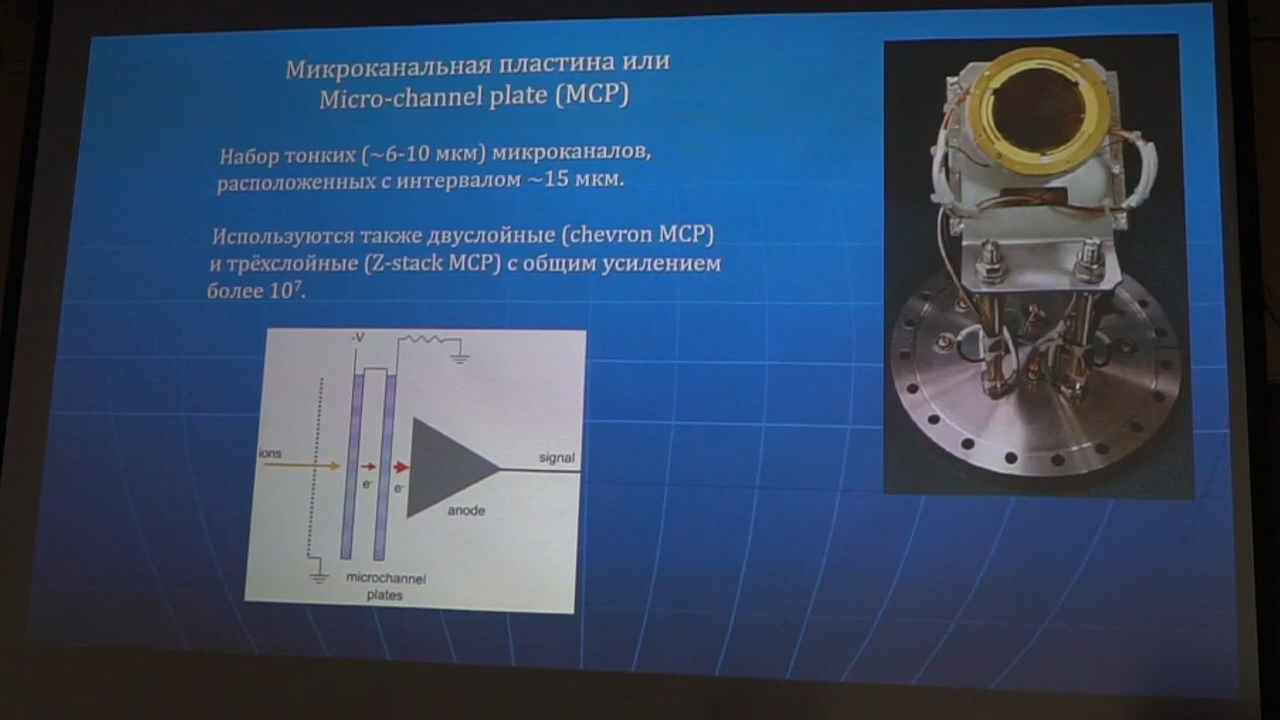 Микроканальная пластина или
Micro-channel plate (MCP)
Набор тонких (~6-10 мкм) микроканалов,
расположенных с интервалом ~15 мкм.
Используются также двуслойные (chevron MCP)
и трёхслойные (Z-stack MCP) с общим усилением
более 10⁷.
-V
ions
e-
e-
signal
anode
microchannel
plates